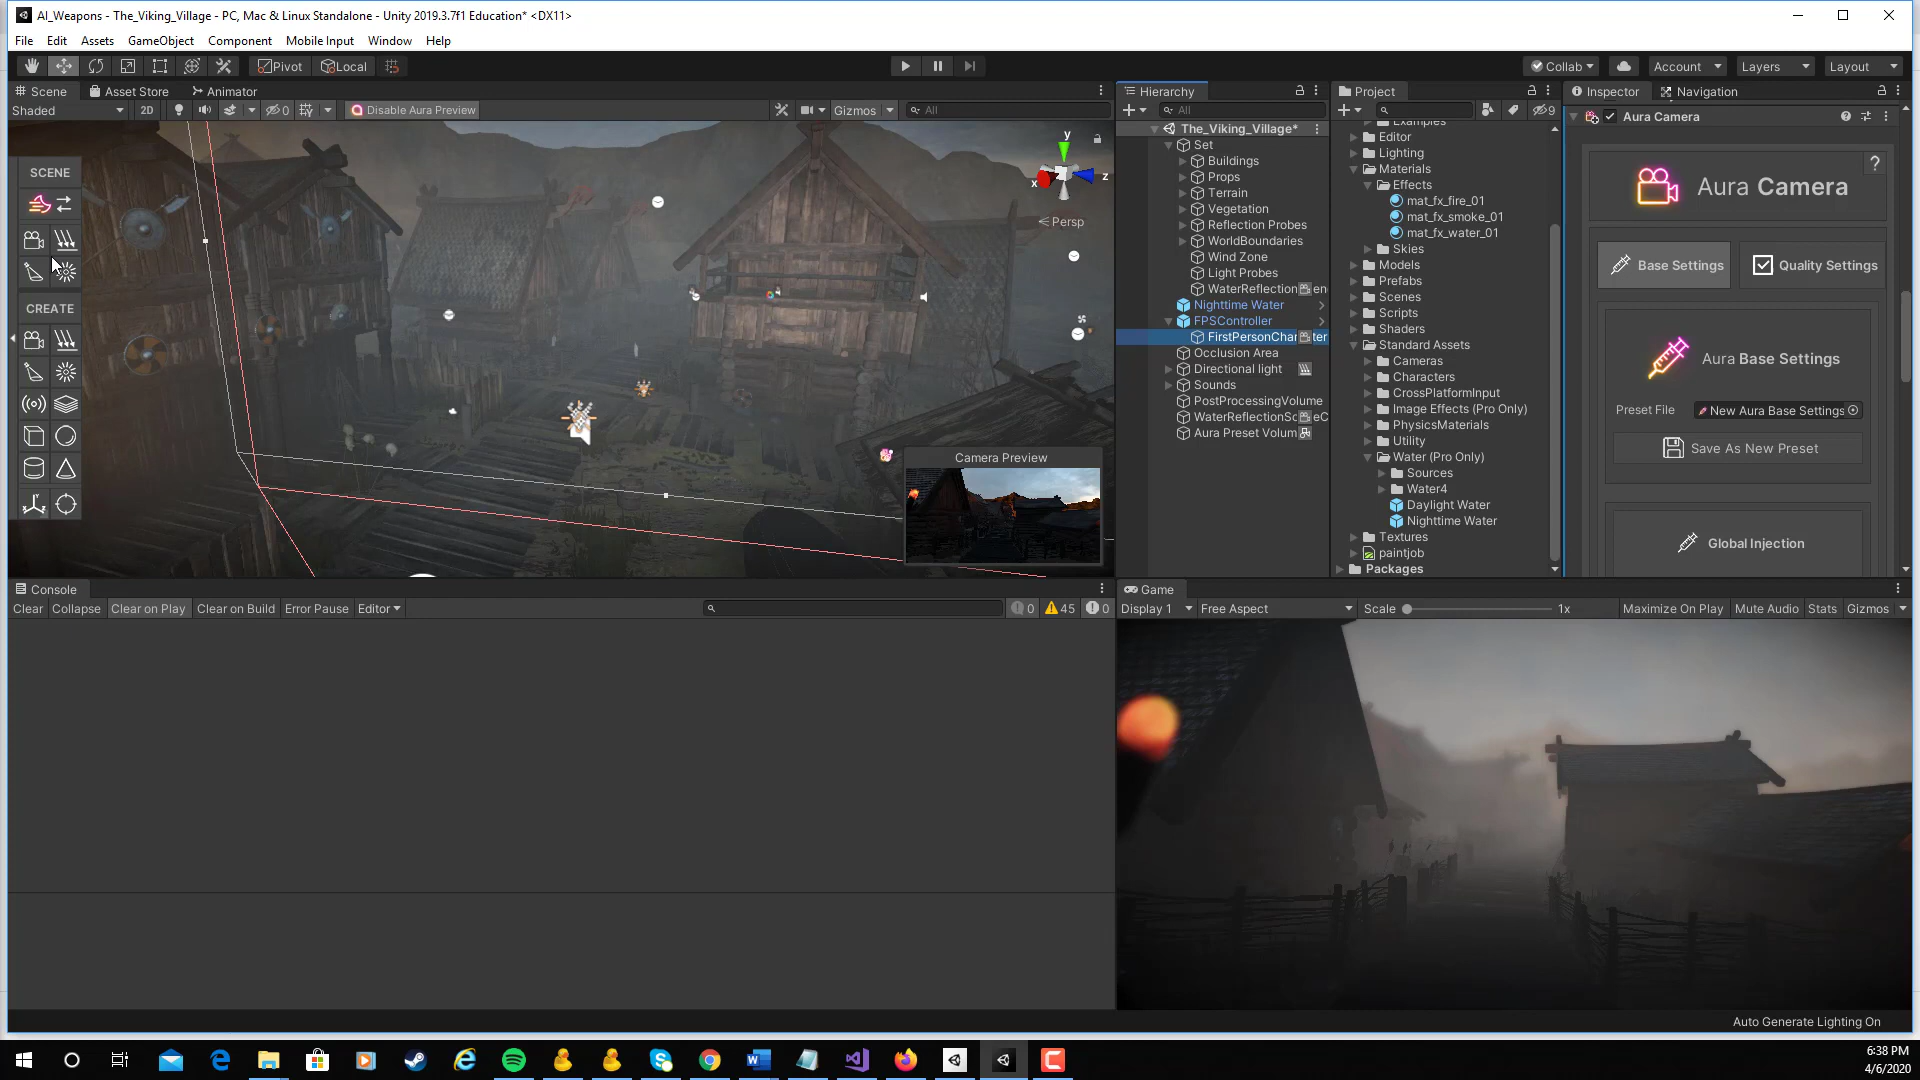 AI_Weapons - The_Viking_Village - PC, Mac & Linux Standalone - Unity 2019.3.7f1 Education* <DX11>
File Edit Assets GameObject Component Mobile Input Window Help
Pivot Local Collab Account Layers Layout
Scene Asset Store Animator
Shaded 2D 0 Disable Aura Preview Gizmos All
SCENE
CREATE
y
x
z
Persp
Camera Preview
Hierarchy
All
The_Viking_Village*
Set
Buildings
Props
Terrain
Vegetation
Reflection Probes
WorldBoundaries
Wind Zone
Light Probes
WaterReflection en
Nighttime Water
FPSController
FirstPersonChar ter
Occlusion Area
Directional light
Sounds
PostProcessingVolume
WaterReflectionSc eC
Aura Preset Volum
Project
9
Examples
Editor
Lighting
Materials
Effects
mat_fx_fire_01
mat_fx_smoke_01
mat_fx_water_01
Skies
Models
Prefabs
Scenes
Scripts
Shaders
Standard Assets
Cameras
Characters
CrossPlatformInput
Image Effects (Pro Only)
PhysicsMaterials
Utility
Water (Pro Only)
Sources
Water4
Daylight Water
Nighttime Water
Textures
paintjob
Packages
Inspector Navigation
Aura Camera
?
Aura Camera
Base Settings Quality Settings
Aura Base Settings
Preset File New Aura Base Settings
Save As New Preset
Global Injection
Console
Clear Collapse Clear on Play Clear on Build Error Pause Editor 0 45 0
Game
Display 1 Free Aspect Scale 1x Maximize On Play Mute Audio Stats Gizmos
Auto Generate Lighting On
6:38 PM
4/6/2020